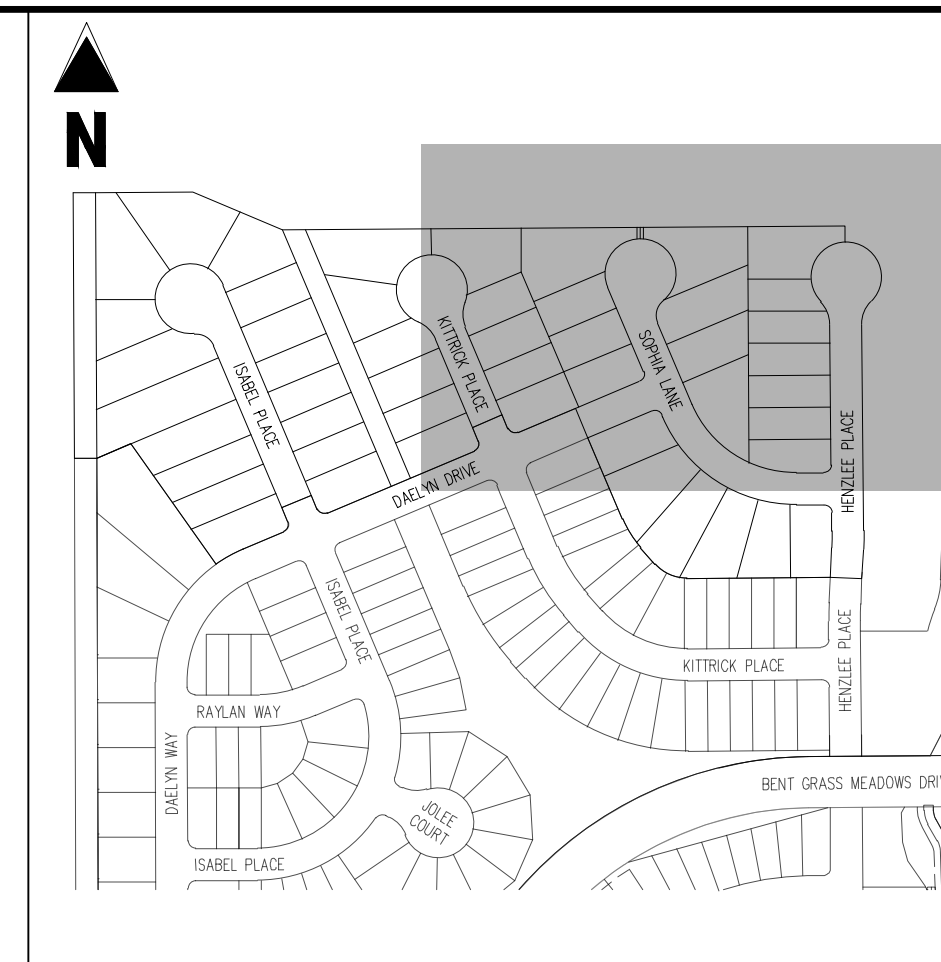 N
ISABEL PLACE
KITTRICK PLACE
SOPHIA LANE
HENZLEE PLACE
DAELYN DRIVE
ISABEL PLACE
KITTRICK PLACE
HENZLEE PLACE
RAYLAN WAY
DAELYN WAY
BENT GRASS MEADOWS DRI
JOLEE
COURT
ISABEL PLACE